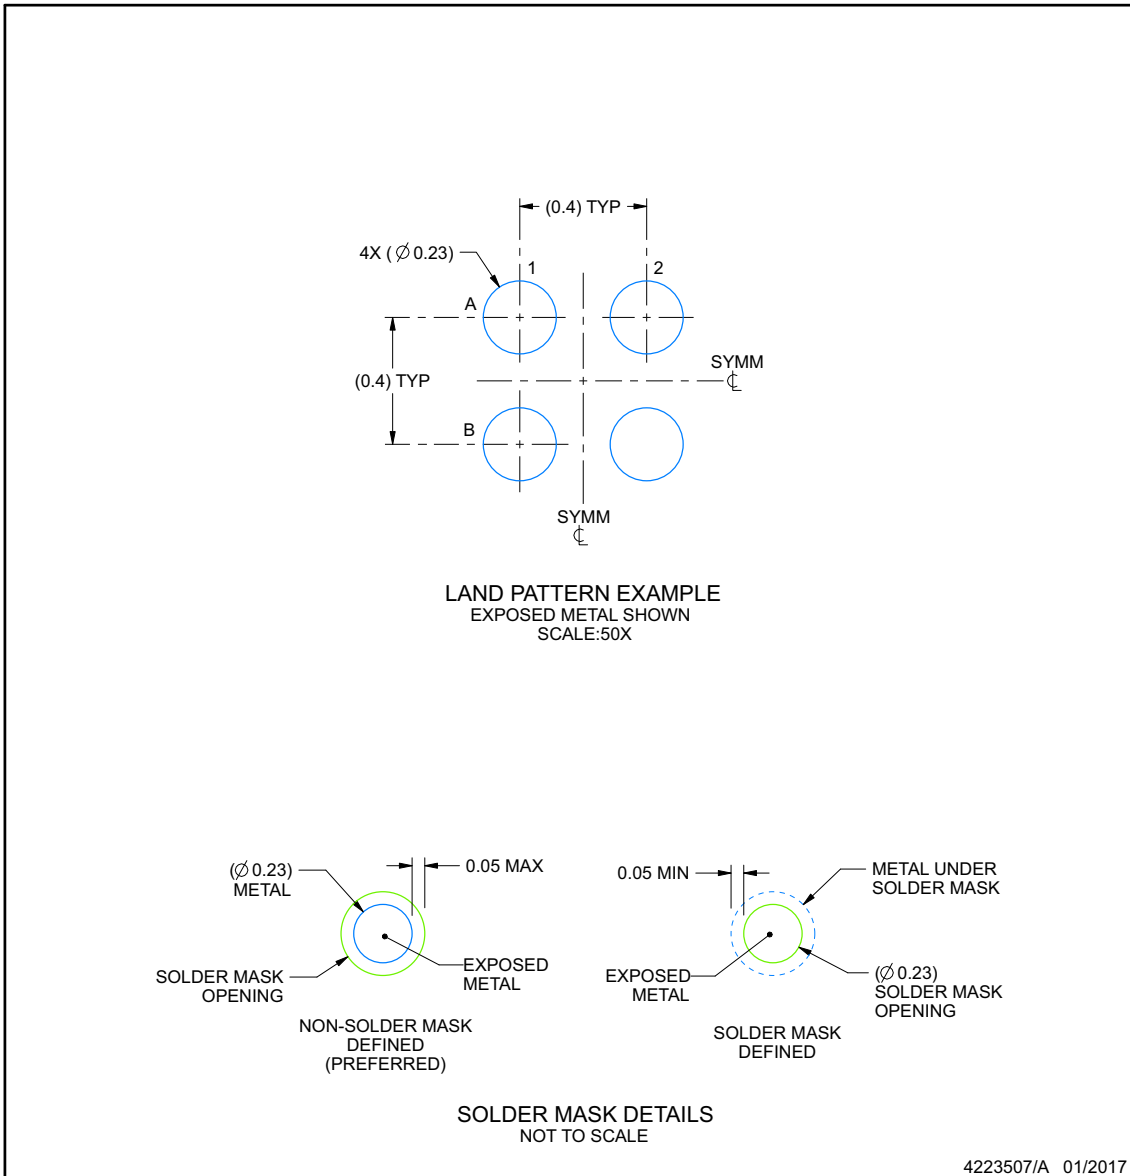 (0.4) TYP
4X ( ∅ 0.23)
1
2
A
SYMM
℄
(0.4) TYP
B
SYMM
℄
LAND PATTERN EXAMPLE
EXPOSED METAL SHOWN
SCALE:50X
(∅ 0.23)
METAL
0.05 MAX
SOLDER MASK
OPENING
EXPOSED
METAL
NON-SOLDER MASK
DEFINED
(PREFERRED)
0.05 MIN
METAL UNDER
SOLDER MASK
EXPOSED
METAL
(∅ 0.23)
SOLDER MASK
OPENING
SOLDER MASK
DEFINED
SOLDER MASK DETAILS
NOT TO SCALE
4223507/A 01/2017